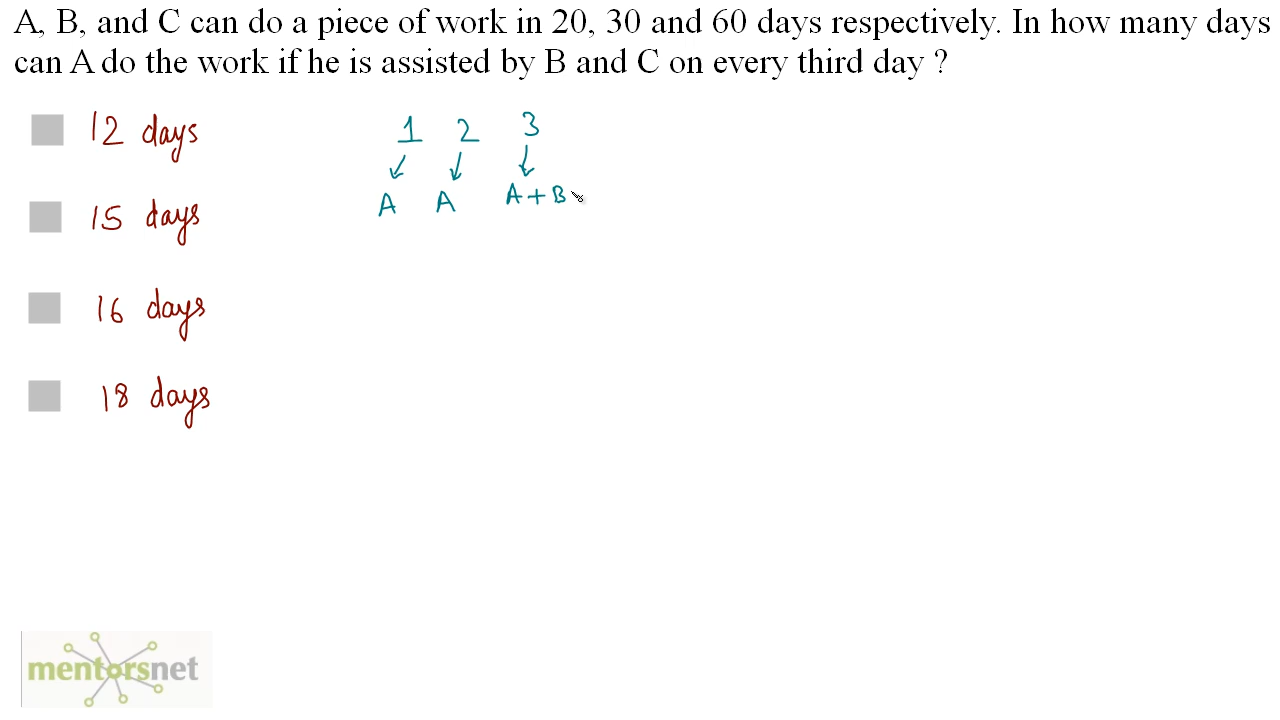 A, B, and C can do a piece of work in 20, 30 and 60 days respectively. In how many days
can A do the work if he is assisted by B and C on every third day ?
12 days
15 days
16 days
18 days
1 2 3
A A A+B
mentorsnet